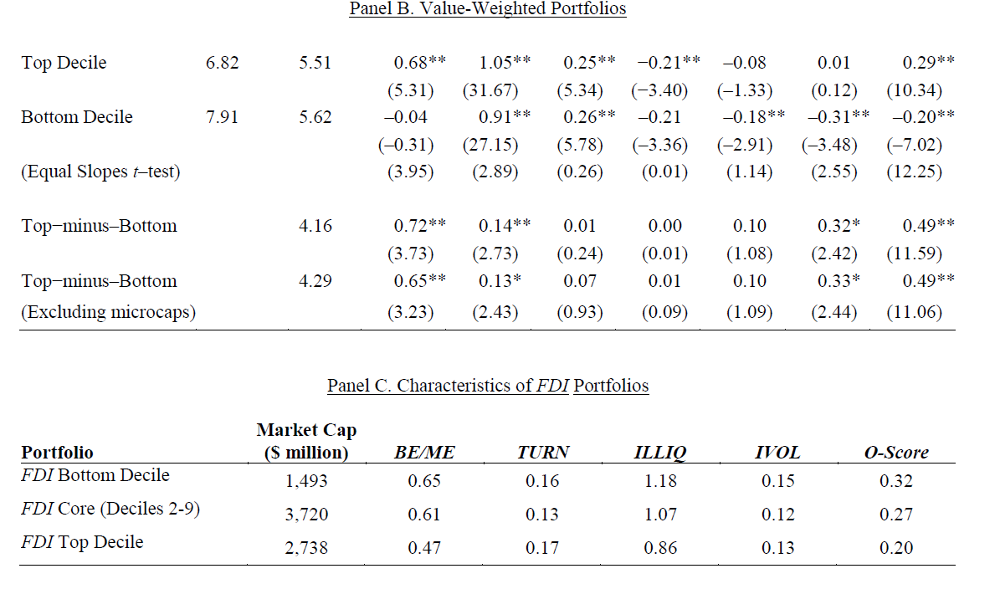 Panel B. Value-Weighted Portfolios
Top Decile 6.82 5.51 0.68** 1.05** 0.25** −0.21** −0.08 0.01 0.29**
(5.31) (31.67) (5.34) (−3.40) (−1.33) (0.12) (10.34)
Bottom Decile 7.91 5.62 –0.04 0.91** 0.26** –0.21 –0.18** –0.31** –0.20**
(–0.31) (27.15) (5.78) (–3.36) (–2.91) (–3.48) (–7.02)
(Equal Slopes t–test) (3.95) (2.89) (0.26) (0.01) (1.14) (2.55) (12.25)
Top−minus–Bottom 4.16 0.72** 0.14** 0.01 0.00 0.10 0.32* 0.49**
(3.73) (2.73) (0.24) (0.01) (1.08) (2.42) (11.59)
Top−minus–Bottom 4.29 0.65** 0.13* 0.07 0.01 0.10 0.33* 0.49**
(Excluding microcaps) (3.23) (2.43) (0.93) (0.09) (1.09) (2.44) (11.06)
Panel C. Characteristics of FDI Portfolios
Market Cap
Portfolio ($ million) BE/ME TURN ILLIQ IVOL O-Score
FDI Bottom Decile 1,493 0.65 0.16 1.18 0.15 0.32
FDI Core (Deciles 2-9) 3,720 0.61 0.13 1.07 0.12 0.27
FDI Top Decile 2,738 0.47 0.17 0.86 0.13 0.20